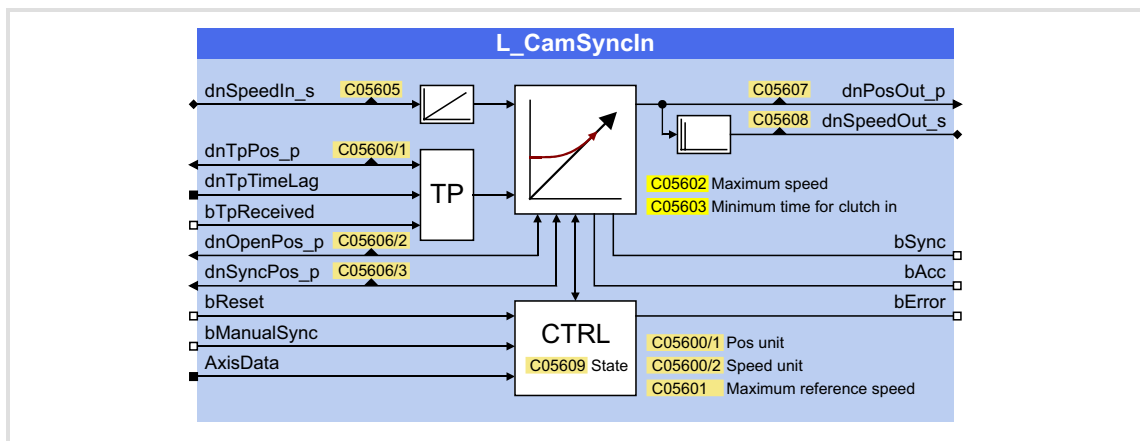 L_CamSyncIn
dnSpeedIn_s C05605
C05607 dnPosOut_p
C05608 dnSpeedOut_s
dnTpPos_p C05606/1
dnTpTimeLag
TP
bTpReceived
C05602 Maximum speed
C05603 Minimum time for clutch in
dnOpenPos_p C05606/2
bSync
dnSyncPos_p C05606/3
bAcc
bReset
bError
bManualSync
CTRL
C05609 State
AxisData
C05600/1 Pos unit
C05600/2 Speed unit
C05601 Maximum reference speed